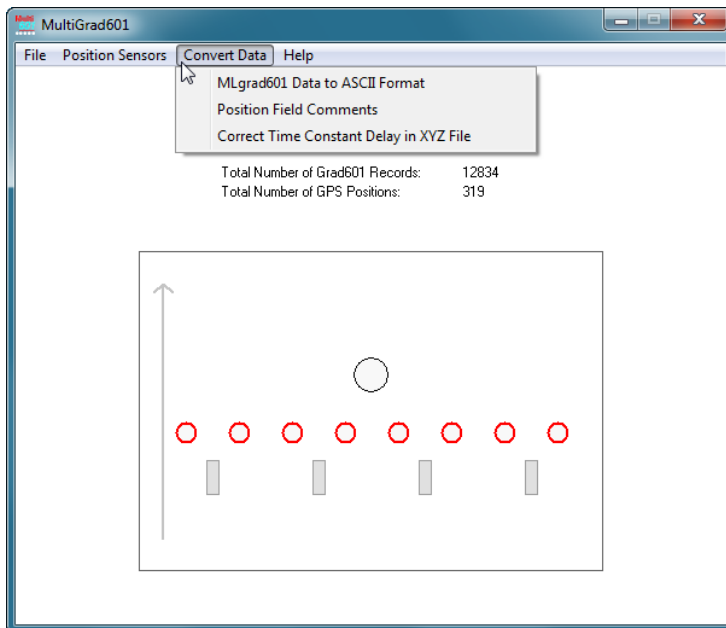 MultiGrad601
File Position Sensors Convert Data Help
MLgrad601 Data to ASCII Format
Position Field Comments
Correct Time Constant Delay in XYZ File
Total Number of Grad601 Records: 12834
Total Number of GPS Positions: 319